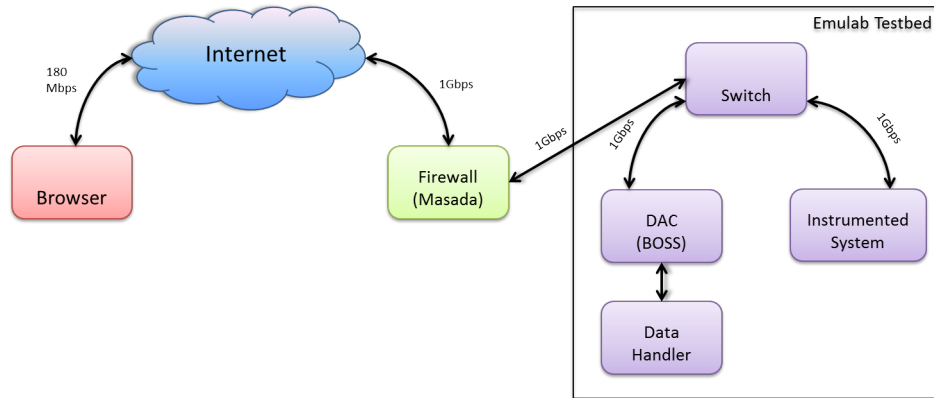 Emulab Testbed
Internet
180
Mbps
1Gbps
Switch
1Gbps
1Gbps
1Gbps
Browser
Firewall
(Masada)
DAC
(BOSS)
Instrumented
System
Data
Handler